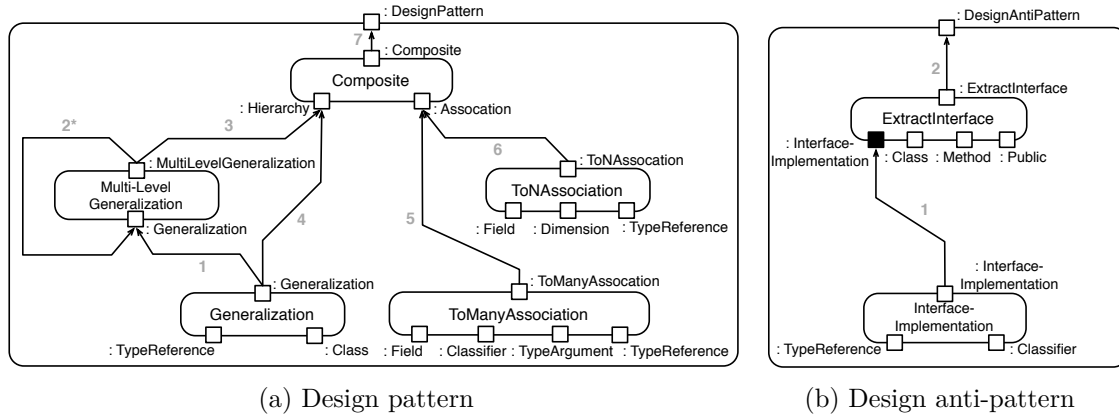 : DesignPattern
7
: Composite
Composite
: Hierarchy
: Assocation
2*
3
6
: MultiLevelGeneralization
: ToNAssocation
Multi-Level
Generalization
ToNAssociation
4
5
: Generalization
: Field
: Dimension
: TypeReference
1
: Generalization
: ToManyAssocation
Generalization
ToManyAssociation
: TypeReference
: Class
: Field
: Classifier
: TypeArgument
: TypeReference
(a) Design pattern
: DesignAntiPattern
2
: ExtractInterface
ExtractInterface
: Interface-
Implementation
: Class
: Method
: Public
1
: Interface-
Implementation
Interface-
Implementation
: TypeReference
: Classifier
(b) Design anti-pattern